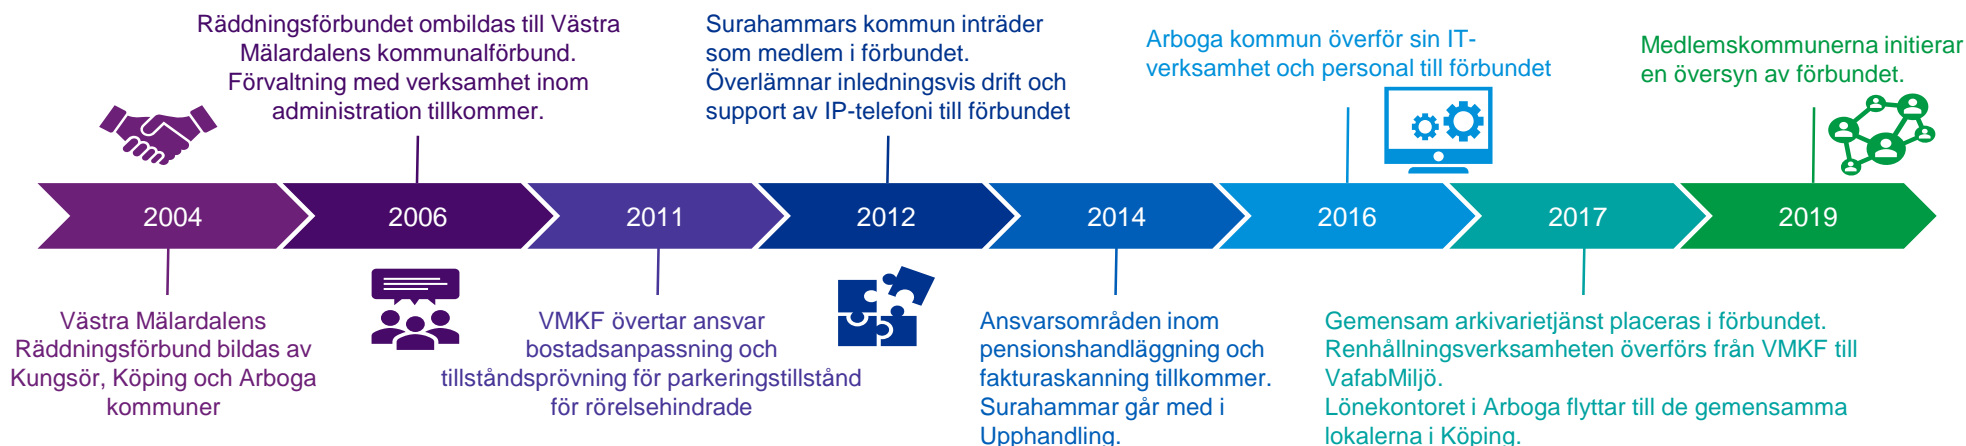 Räddningsförbundet ombildas till Västra
Mälardalens kommunalförbund.
Förvaltning med verksamhet inom
administration tillkommer.
Surahammars kommun inträder
som medlem i förbundet.
Överlämnar inledningsvis drift och
support av IP-telefoni till förbundet
Arboga kommun överför sin IT-
verksamhet och personal till förbundet
Medlemskommunerna initierar
en översyn av förbundet.
2004
2006
2011
2012
2014
2016
2017
2019
Västra Mälardalens
Räddningsförbund bildas av
Kungsör, Köping och Arboga
kommuner
VMKF övertar ansvar
bostadsanpassning och
tillståndsprövning för parkeringstillstånd
för rörelsehindrade
Ansvarsområden inom
pensionshandläggning och
fakturaskanning tillkommer.
Surahammar går med i
Upphandling.
Gemensam arkivarietjänst placeras i förbundet.
Renhållningsverksamheten överförs från VMKF till
VafabMiljö.
Lönekontoret i Arboga flyttar till de gemensamma
lokalerna i Köping.